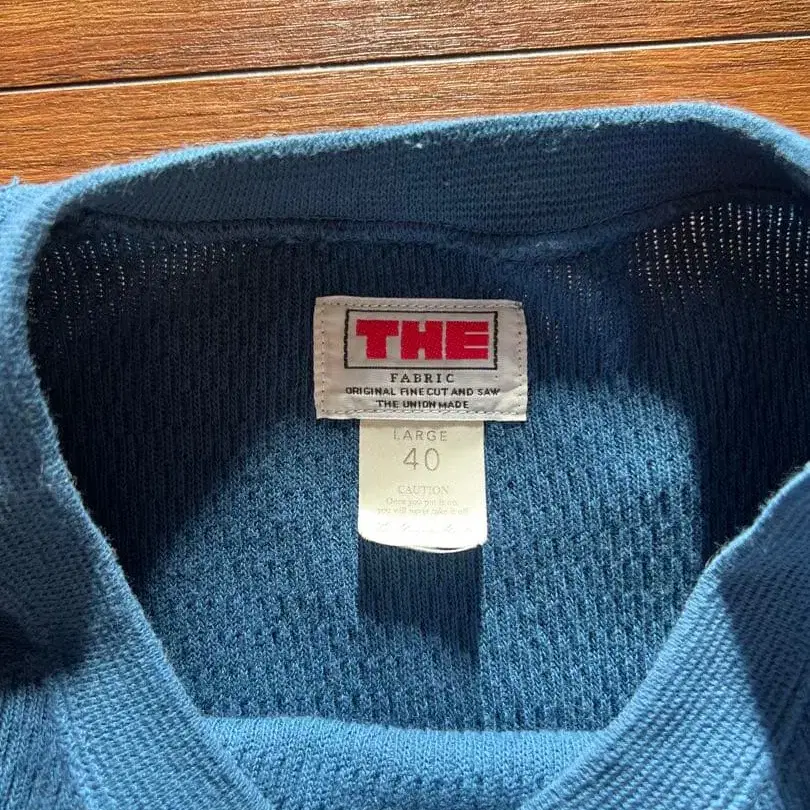 THE
FABRIC
ORIGINAL FINE CUT AND SAW
THE UNION MADE
LARGE
40
CAUTION
Once you put it on,
you will never take it off